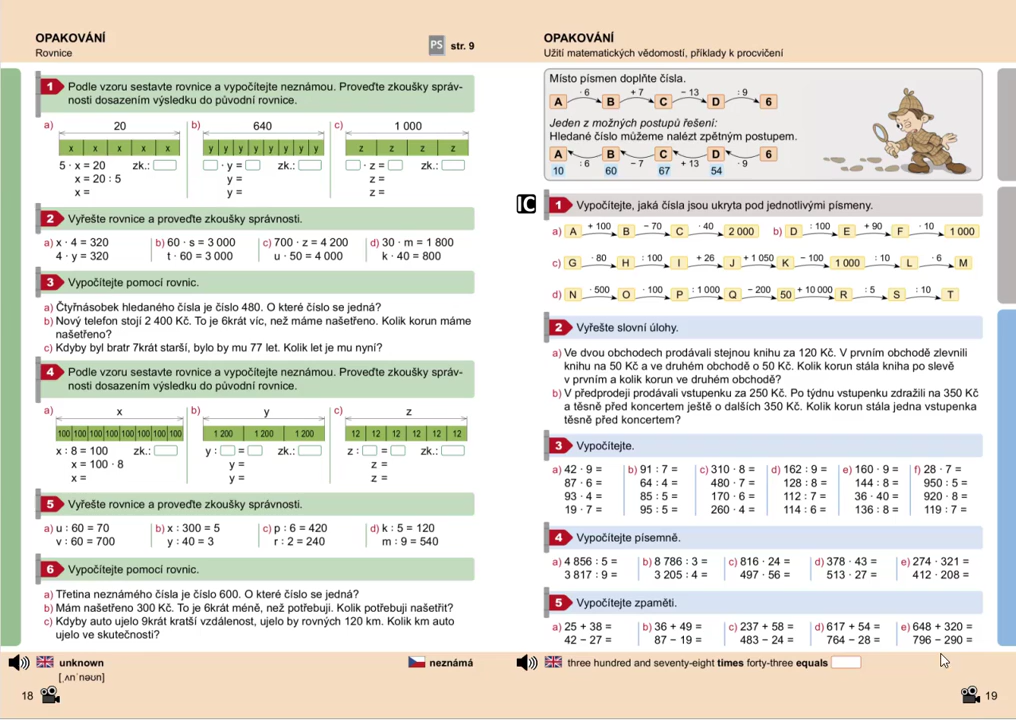 OPAKOVÁNÍ
Rovnice
PS str. 9
1 Podle vzoru sestavte rovnice a vypočítejte neznámou. Proveďte zkoušky správ-
nosti dosazením výsledku do původní rovnice.
a) 20 b) 640 c) 1 000
x x x x x y y y y y y y y z z z z
5 · x = 20 zk.: · y = zk.: · z = zk.:
x = 20 : 5 y = z =
x = y = z =
2 Vyřešte rovnice a proveďte zkoušky správnosti.
a) x · 4 = 320 b) 60 · s = 3 000 c) 700 · z = 4 200 d) 30 · m = 1 800
4 · y = 320 t · 60 = 3 000 u · 50 = 4 000 k · 40 = 800
3 Vypočítejte pomocí rovnic.
a) Čtyřnásobek hledaného čísla je číslo 480. O které číslo se jedná?
b) Nový telefon stojí 2 400 Kč. To je 6krát víc, než máme našetřeno. Kolik korun máme
našetřeno?
c) Kdyby byl bratr 7krát starší, bylo by mu 77 let. Kolik let je mu nyní?
4 Podle vzoru sestavte rovnice a vypočítejte neznámou. Proveďte zkoušky správ-
nosti dosazením výsledku do původní rovnice.
a) x b) y c) z
100 100 100 100 100 100 100 100 1 200 1 200 1 200 12 12 12 12 12 12
x : 8 = 100 zk.: y : = zk.: z : = zk.:
x = 100 · 8 y = z =
x = y = z =
5 Vyřešte rovnice a proveďte zkoušky správnosti.
a) u : 60 = 70 b) x : 300 = 5 c) p : 6 = 420 d) k : 5 = 120
v : 60 = 700 y : 40 = 3 r : 2 = 240 m : 9 = 540
6 Vypočítejte pomocí rovnic.
a) Třetina neznámého čísla je číslo 600. O které číslo se jedná?
b) Mám našetřeno 300 Kč. To je 6krát méně, než potřebuji. Kolik potřebuji našetřit?
c) Kdyby auto ujelo 9krát kratší vzdálenost, ujelo by rovných 120 km. Kolik km auto
ujelo ve skutečnosti?
unknown neznámá
[ˌʌnˈnəʊn]
18
OPAKOVÁNÍ
Užití matematických vědomostí, příklady k procvičení
Místo písmen doplňte čísla.
· 6 + 7 − 13 : 9
A B C D 6
Jeden z možných postupů řešení:
Hledané číslo můžeme nalézt zpětným postupem.
A B C D 6
: 6 − 7 + 13 · 9
10 60 67 54
IC
1 Vypočítejte, jaká čísla jsou ukryta pod jednotlivými písmeny.
a) A + 100 B − 70 C · 40 2 000 b) D : 100 E + 90 F · 10 1 000
c) G · 80 H : 100 I + 26 J + 1 050 K − 100 1 000 : 10 L · 6 M
d) N · 500 O · 100 P : 1 000 Q − 200 50 + 10 000 R : 5 S : 10 T
2 Vyřešte slovní úlohy.
a) Ve dvou obchodech prodávali stejnou knihu za 120 Kč. V prvním obchodě zlevnili
knihu na 50 Kč a ve druhém obchodě o 50 Kč. Kolik korun stála kniha po slevě
v prvním a kolik korun ve druhém obchodě?
b) V předprodeji prodávali vstupenku za 250 Kč. Po týdnu vstupenku zdražili na 350 Kč
a těsně před koncertem ještě o dalších 350 Kč. Kolik korun stála jedna vstupenka
těsně před koncertem?
3 Vypočítejte.
a) 42 · 9 = b) 91 : 7 = c) 310 · 8 = d) 162 : 9 = e) 160 · 9 = f) 28 · 7 =
87 · 6 = 64 : 4 = 480 · 7 = 128 : 8 = 144 : 8 = 950 : 5 =
93 · 4 = 85 : 5 = 170 · 6 = 112 : 7 = 36 · 40 = 920 · 8 =
19 · 7 = 95 : 5 = 260 · 4 = 114 : 6 = 136 : 8 = 119 : 7 =
4 Vypočítejte písemně.
a) 4 856 : 5 = b) 8 786 : 3 = c) 816 · 24 = d) 378 · 43 = e) 274 · 321 =
3 817 : 9 = 3 205 : 4 = 497 · 56 = 513 · 27 = 412 · 208 =
5 Vypočítejte zpaměti.
a) 25 + 38 = b) 36 + 49 = c) 237 + 58 = d) 617 + 54 = e) 648 + 320 =
42 − 27 = 87 − 19 = 483 − 24 = 764 − 28 = 796 − 290 =
three hundred and seventy-eight times forty-three equals
19